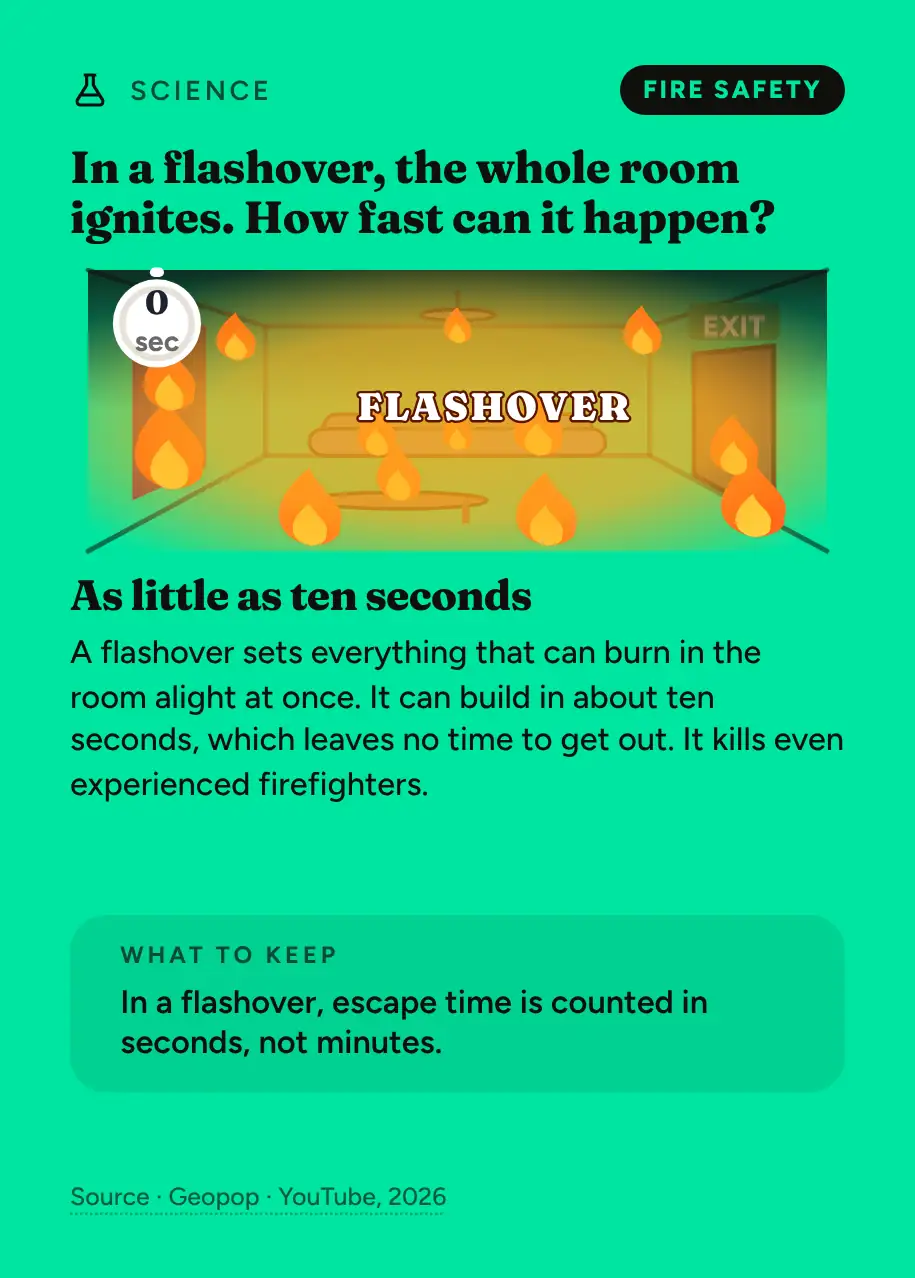 SCIENCE
FIRE SAFETY
In a flashover, the whole room
ignites. How fast can it happen?
0
sec
EXIT
FLASHOVER
As little as ten seconds
A flashover sets everything that can burn in the
room alight at once. It can build in about ten
seconds, which leaves no time to get out. It kills even
experienced firefighters.
WHAT TO KEEP
In a flashover, escape time is counted in
seconds, not minutes.
Source · Geopop · YouTube, 2026